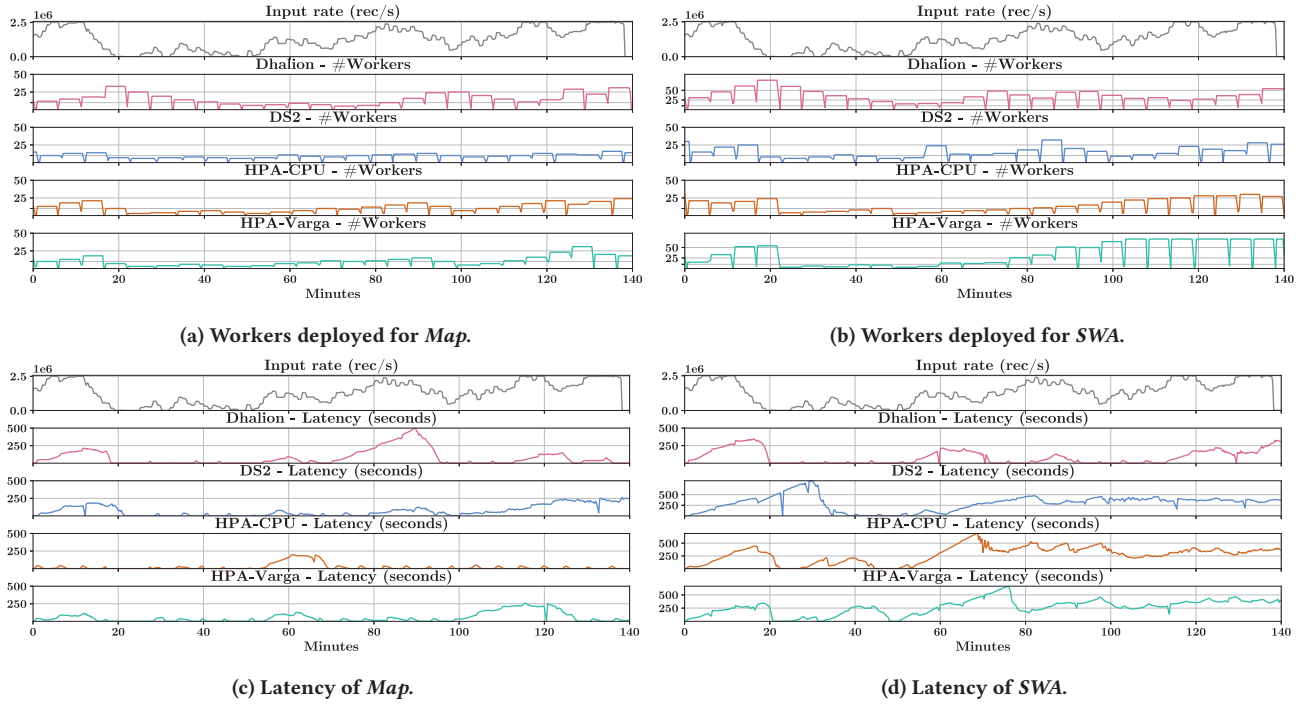 Input rate (rec/s)
1e6
2.5
0.0
Dhalion - #Workers
50
25
DS2 - #Workers
50
25
HPA-CPU - #Workers
50
25
HPA-Varga - #Workers
50
25
0 20 40 60 80 100 120 140
Minutes
(a) Workers deployed for Map.
Input rate (rec/s)
1e6
2.5
0.0
Dhalion - #Workers
50
25
DS2 - #Workers
50
25
HPA-CPU - #Workers
50
25
HPA-Varga - #Workers
50
25
0 20 40 60 80 100 120 140
Minutes
(b) Workers deployed for SWA.
Input rate (rec/s)
1e6
2.5
0.0
Dhalion - Latency (seconds)
500
250
DS2 - Latency (seconds)
500
250
HPA-CPU - Latency (seconds)
500
250
HPA-Varga - Latency (seconds)
500
250
0 20 40 60 80 100 120 140
Minutes
(c) Latency of Map.
Input rate (rec/s)
1e6
2.5
0.0
Dhalion - Latency (seconds)
500
250
DS2 - Latency (seconds)
500
250
HPA-CPU - Latency (seconds)
500
250
HPA-Varga - Latency (seconds)
500
250
0 20 40 60 80 100 120 140
Minutes
(d) Latency of SWA.